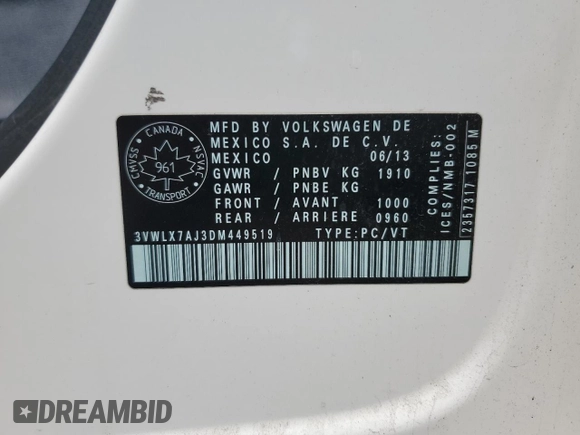 CANADA
CMVSS
NSVAC
961
TRANSPORT
MFD BY VOLKSWAGEN DE
MEXICO S.A. DE C.V.
MEXICO 06/13
GVWR / PNBV KG 1910
GAWR / PNBE KG
FRONT / AVANT 1000
REAR / ARRIERE 0960
3VWLX7AJ3DM449519 TYPE:PC/VT
COMPLIES:
ICES/NMB-002
2357317 1085 M
DREAMBID